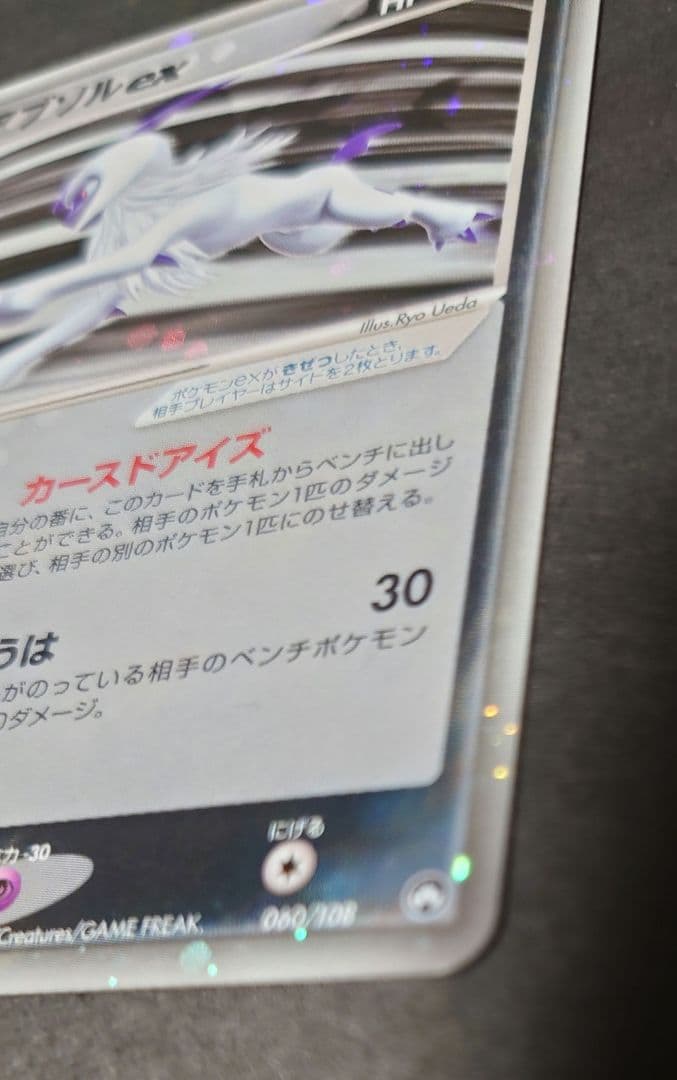 アブソルex
Illus.Ryo Ueda
ポケモンexが きぜつしたとき、
相手プレイヤーはサイドを2枚とります。
カースドアイズ
自分の番に、このカードを手札からベンチに出し
ことができる。相手のポケモン1匹のダメージ
選び、相手の別のポケモン1匹にのせ替える。
30
うは
がのっている相手のベンチポケモン
のダメージ。
にげる
力 -30
Creatures/GAME FREAK.
060/108